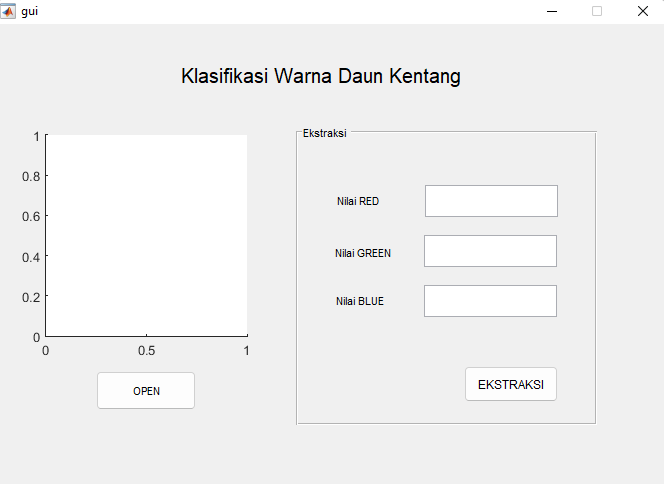 gui
Klasifikasi Warna Daun Kentang
1
0.8
0.6
0.4
0.2
0
0 0.5 1
OPEN
Ekstraksi
Nilai RED
Nilai GREEN
Nilai BLUE
EKSTRAKSI